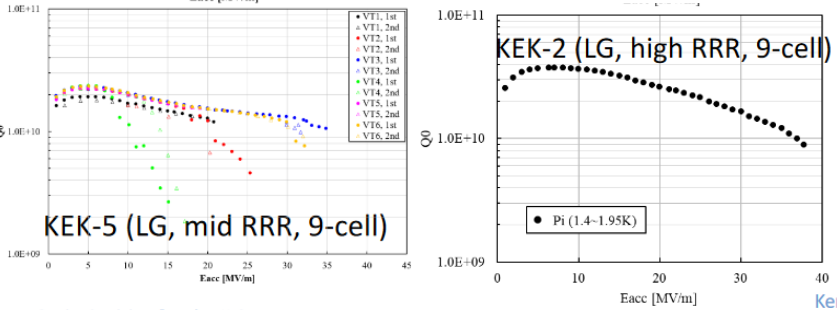 Eacc [MV/m]
1.0E+11
1.0E+10
1.0E+09
Q0
0 5 10 15 20 25 30 35 40 45
Eacc [MV/m]
VT1, 1st
VT1, 2nd
VT2, 1st
VT2, 2nd
VT3, 1st
VT3, 2nd
VT4, 1st
VT4, 2nd
VT5, 1st
VT5, 2nd
VT6, 1st
VT6, 2nd
KEK-5 (LG, mid RRR, 9-cell)
1.0E+11
1.0E+10
1.0E+09
Q0
KEK-2 (LG, high RRR, 9-cell)
Pi (1.4~1.95K)
0 10 20 30 40
Eacc [MV/m]